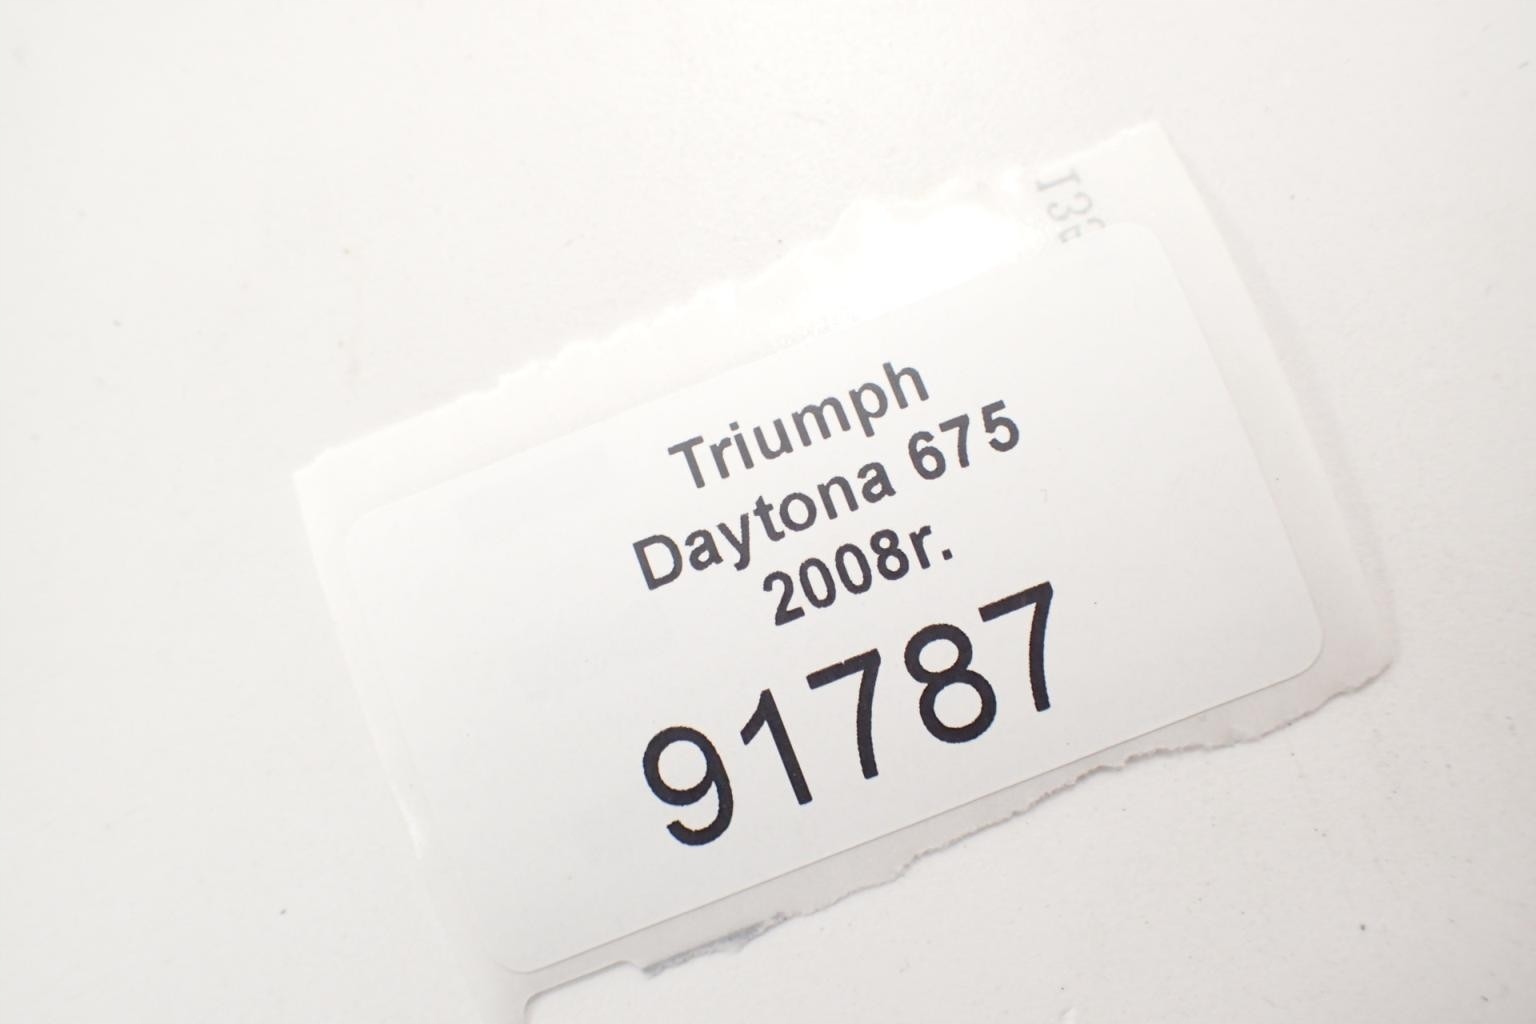 Triumph
Daytona 675
2008r.
91787